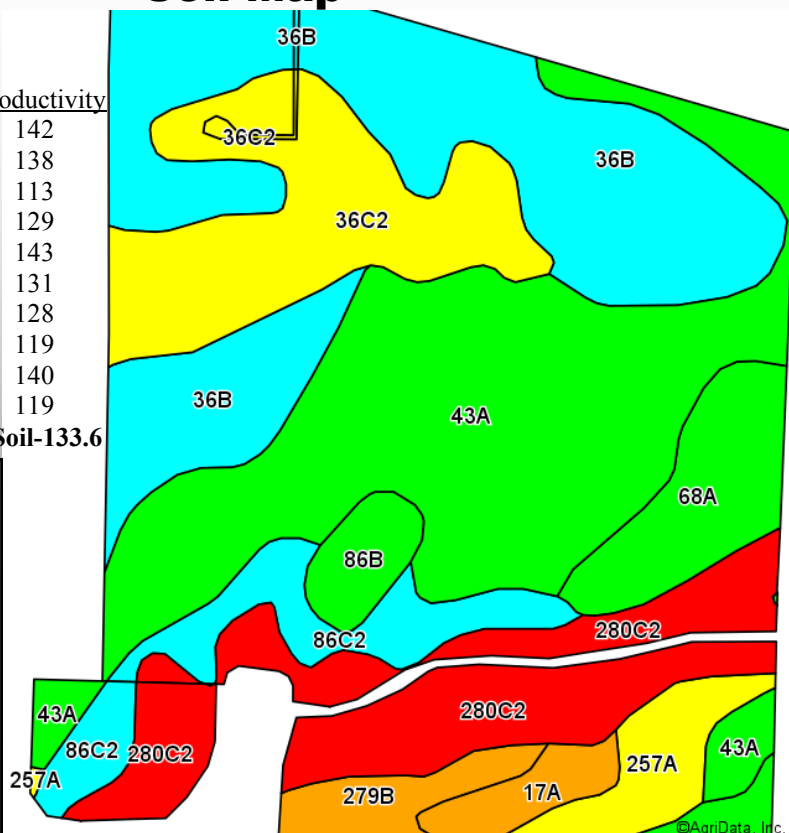 36B
oductivity
142
36C2
138
36B
113
129
36C2
143
131
128
119
140
36B
119
43A
Soil-133.6
68A
86B
280C2
86C2
280C2
43A
43A
86C2
280C2
257A
257A
279B
17A
©AgriData, Inc.